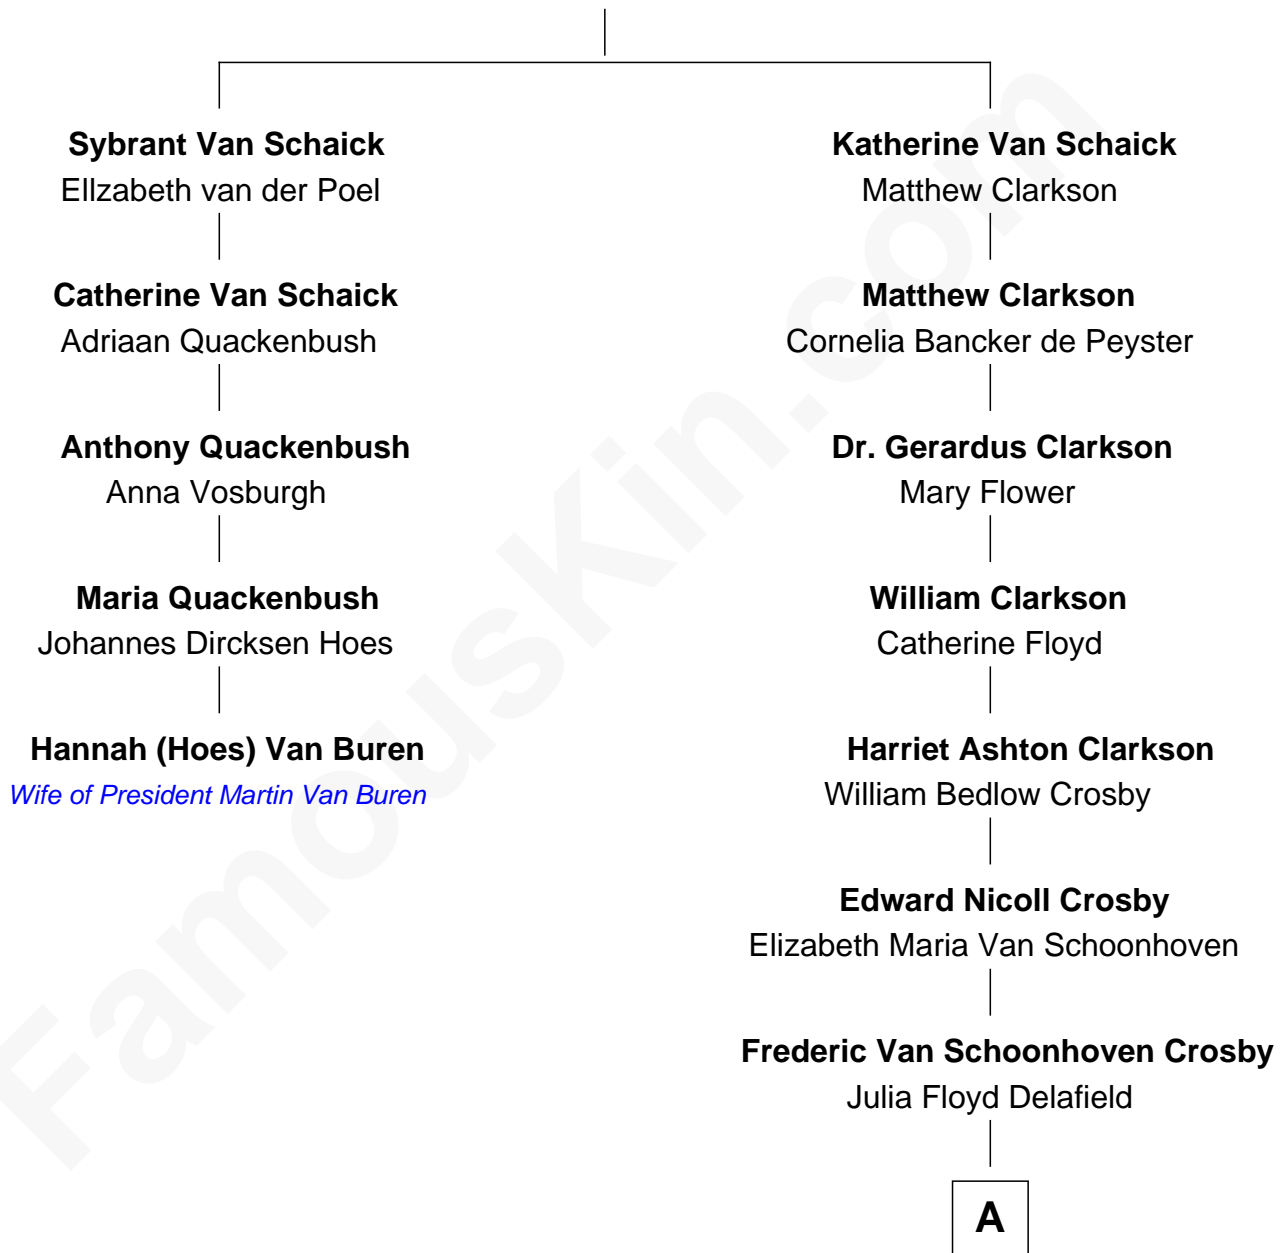 Sybrant Van Schaick
Ellzabeth van der Poel
Catherine Van Schaick
Adriaan Quackenbush
Anthony Quackenbush
Anna Vosburgh
Maria Quackenbush
Johannes Dircksen Hoes
Hannah (Hoes) Van Buren
Wife of President Martin Van Buren
Katherine Van Schaick
Matthew Clarkson
Matthew Clarkson
Cornelia Bancker de Peyster
Dr. Gerardus Clarkson
Mary Flower
William Clarkson
Catherine Floyd
Harriet Ashton Clarkson
William Bedlow Crosby
Edward Nicoll Crosby
Elizabeth Maria Van Schoonhoven
Frederic Van Schoonhoven Crosby
Julia Floyd Delafield
A
FamousKin.com